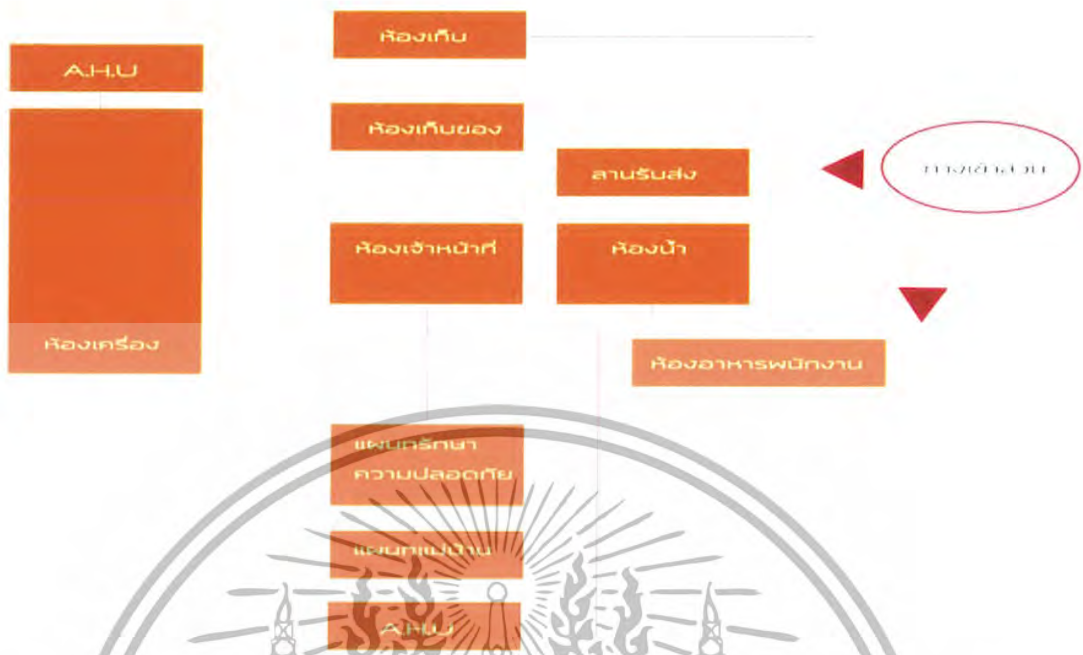 ห้องเก็บ
A.H.U
ห้องเก็บของ
ลานรับส่ง
ห้องเจ้าหน้าที่
ห้องน้ำ
ห้องเครื่อง
ห้องอาหารพนักงาน
แผนกรักษา
ความปลอดภัย
แผนกแม่บ้าน
A.H.U